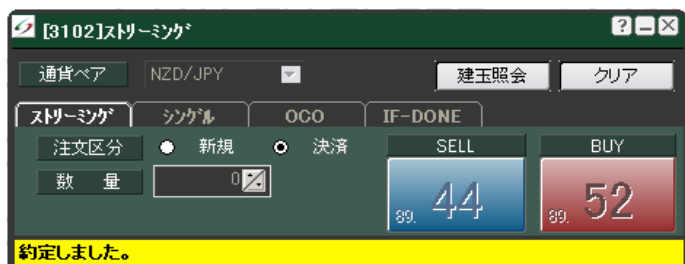 [3102]ｽﾄﾘｰﾐﾝｸﾞ
通貨ペア NZD/JPY 建玉照会 クリア
ｽﾄﾘｰﾐﾝｸﾞ ｼﾝｸﾞﾙ OCO IF-DONE
注文区分 新規 決済 SELL BUY
数 量 0 89. 44 89. 52
約定しました。